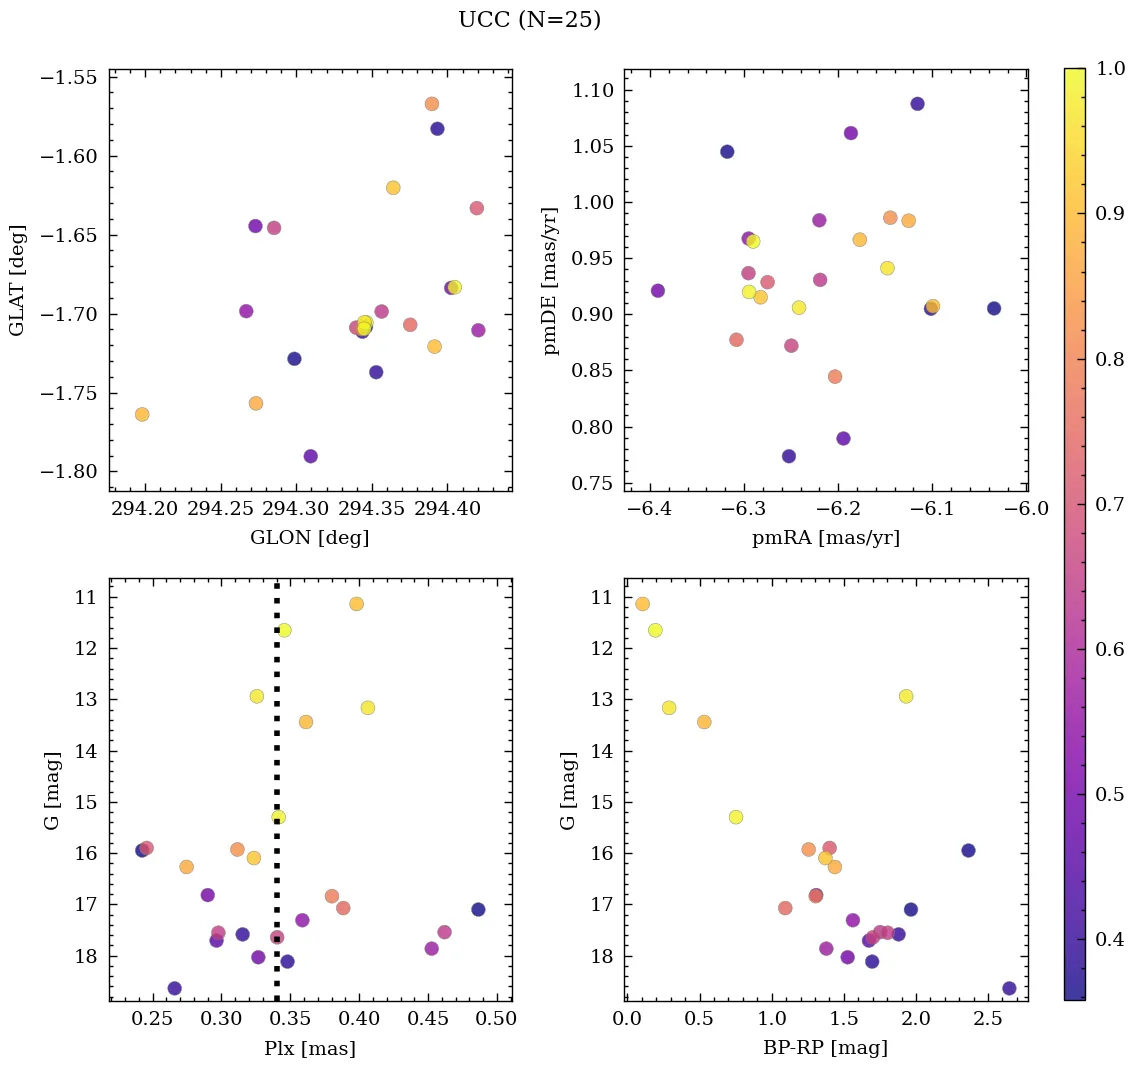 UCC (N=25)
−1.55
−1.60
−1.65
−1.70
−1.75
−1.80
GLAT [deg]
294.20 294.25 294.30 294.35 294.40
GLON [deg]
1.10
1.05
1.00
0.95
0.90
0.85
0.80
0.75
pmDE [mas/yr]
−6.4 −6.3 −6.2 −6.1 −6.0
pmRA [mas/yr]
11
12
13
14
15
16
17
18
G [mag]
0.25 0.30 0.35 0.40 0.45 0.50
Plx [mas]
11
12
13
14
15
16
17
18
G [mag]
0.0 0.5 1.0 1.5 2.0 2.5
BP-RP [mag]
1.0
0.9
0.8
0.7
0.6
0.5
0.4